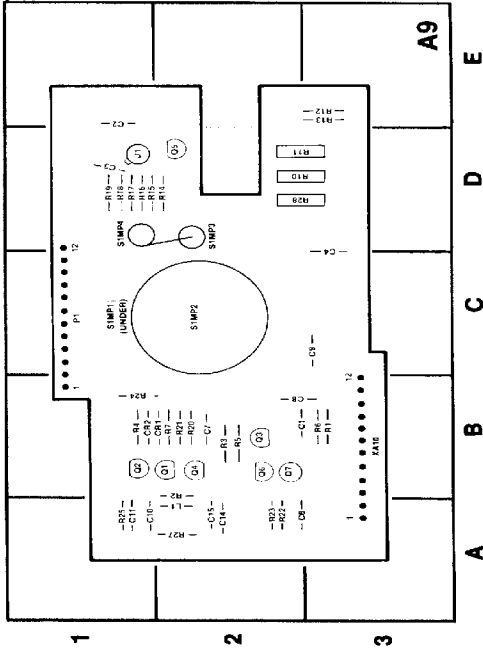 A9
E
D
C
B
A
1
2
3
C2
R12
R13
C3
U1
Q5
R11
R10
R28
R19
R18
R17
R16
R15
R14
S1MP4
S1MP3
C4
12
P1
1
S1MP1
(UNDER)
S1MP2
C9
R24
C8
12
R4
CR2
CR1
R7
R21
R20
C7
R3
R5
Q3
C1
R6
R1
XA10
Q2
Q1
Q4
Q6
Q7
R2
L1
R25
C11
C10
R27
C15
C14
R23
R22
C6
1